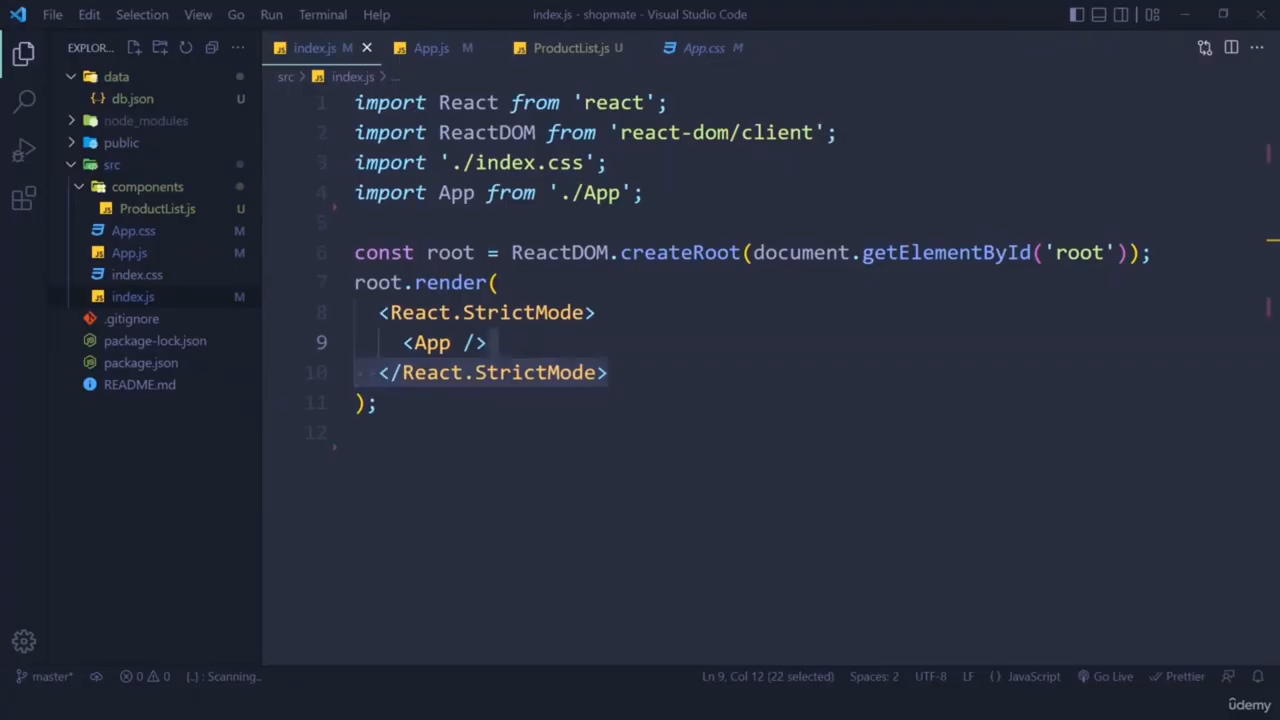 File Edit Selection View Go Run Terminal Help index.js - shopmate - Visual Studio Code
EXPLOR... ...
index.js M App.js M ProductList.js U App.css M
src > index.js > ...
data
db.json U
node_modules
public
src
components
ProductList.js U
App.css M
App.js M
index.css
index.js M
.gitignore
package-lock.json
package.json
README.md
1 import React from 'react';
2 import ReactDOM from 'react-dom/client';
3 import './index.css';
4 import App from './App';
5
6 const root = ReactDOM.createRoot(document.getElementById('root'));
7 root.render(
8 <React.StrictMode>
9 <App />
10 </React.StrictMode>
11 );
12
master* 0 0 [..] : Scanning.. Ln 9, Col 12 (22 selected) Spaces: 2 UTF-8 LF {} JavaScript Go Live Prettier
ûdemy